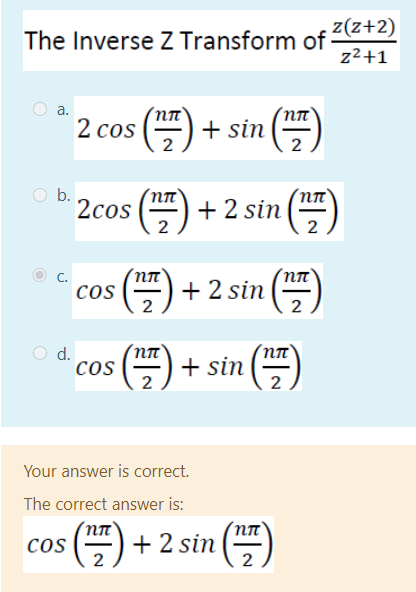 The Inverse Z Transform of z(z+2)/z²+1
a. 2 cos (nπ/2) + sin (nπ/2)
b. 2cos (nπ/2) + 2 sin (nπ/2)
c. cos (nπ/2) + 2 sin (nπ/2)
d. cos (nπ/2) + sin (nπ/2)
Your answer is correct.
The correct answer is:
cos (nπ/2) + 2 sin (nπ/2)